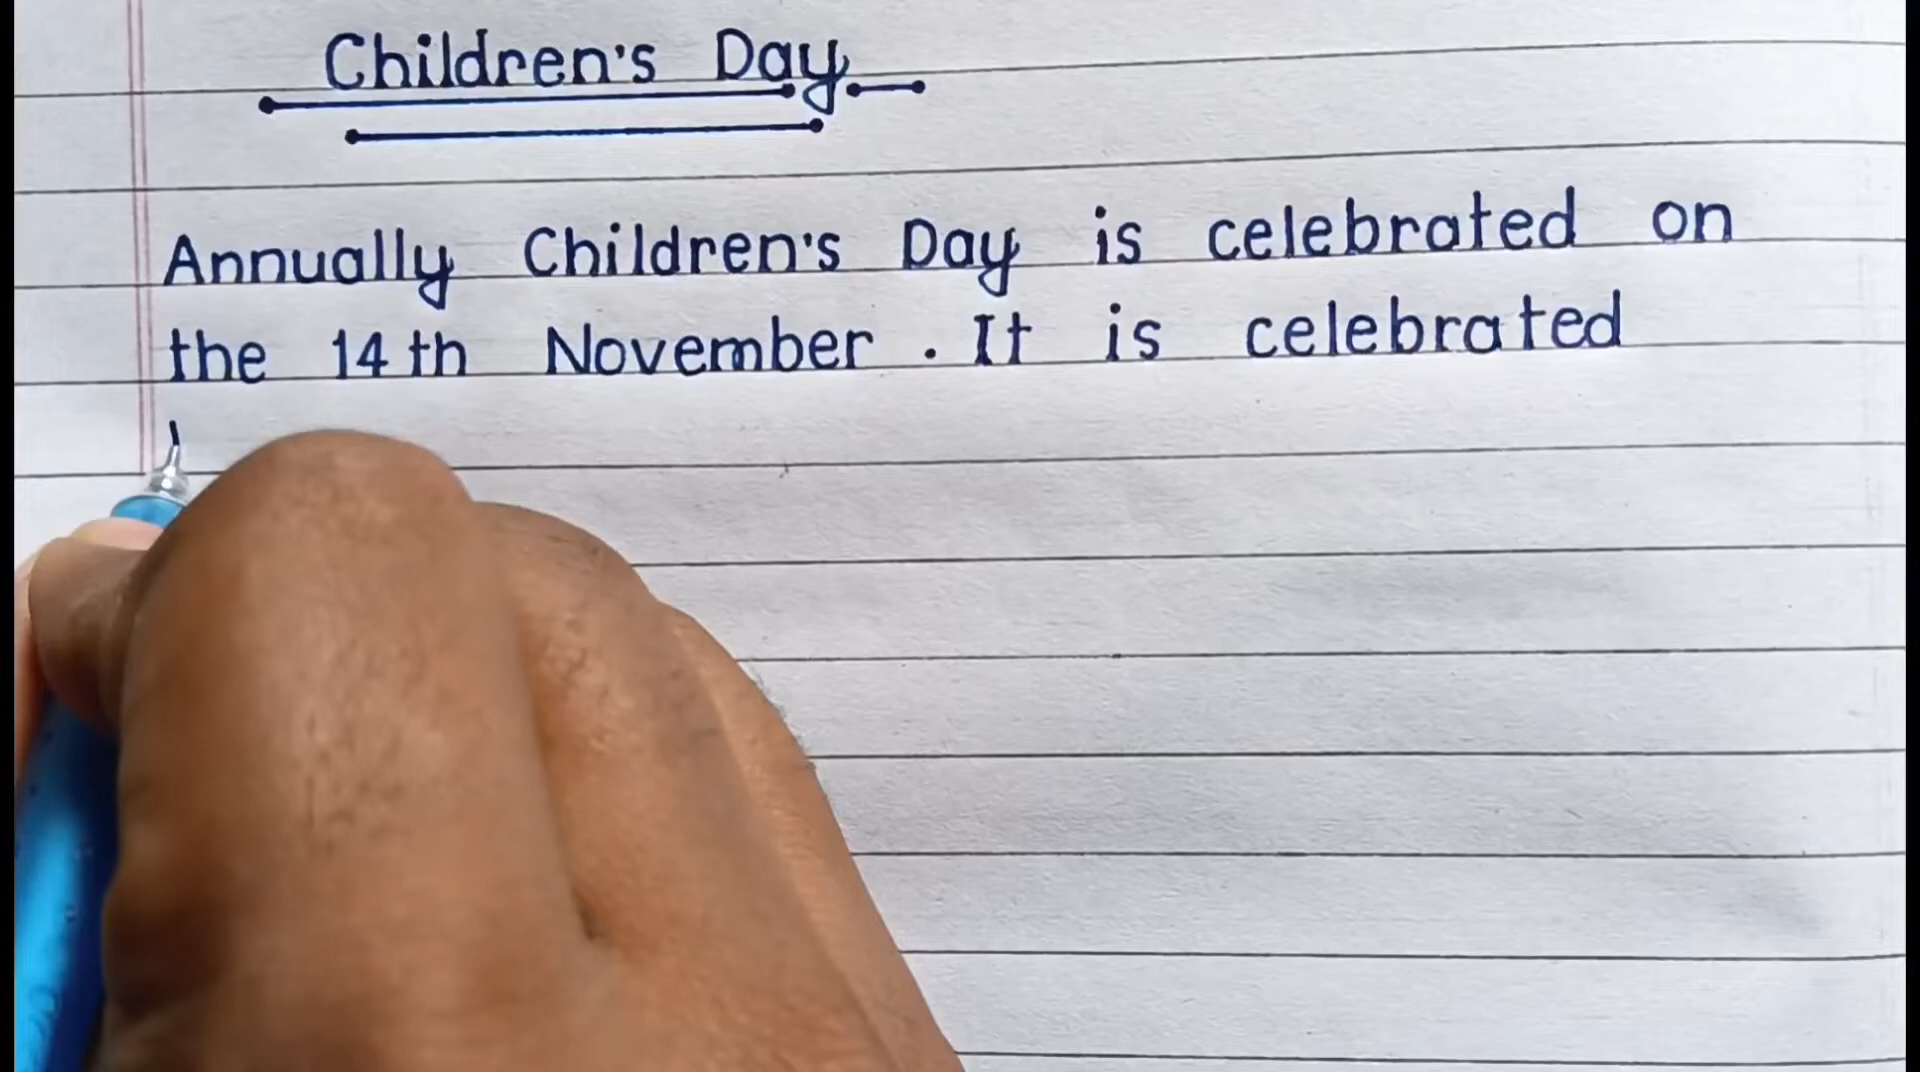 Children's Day
Annually Children's Day is celebrated on
the 14th November. It is celebrated